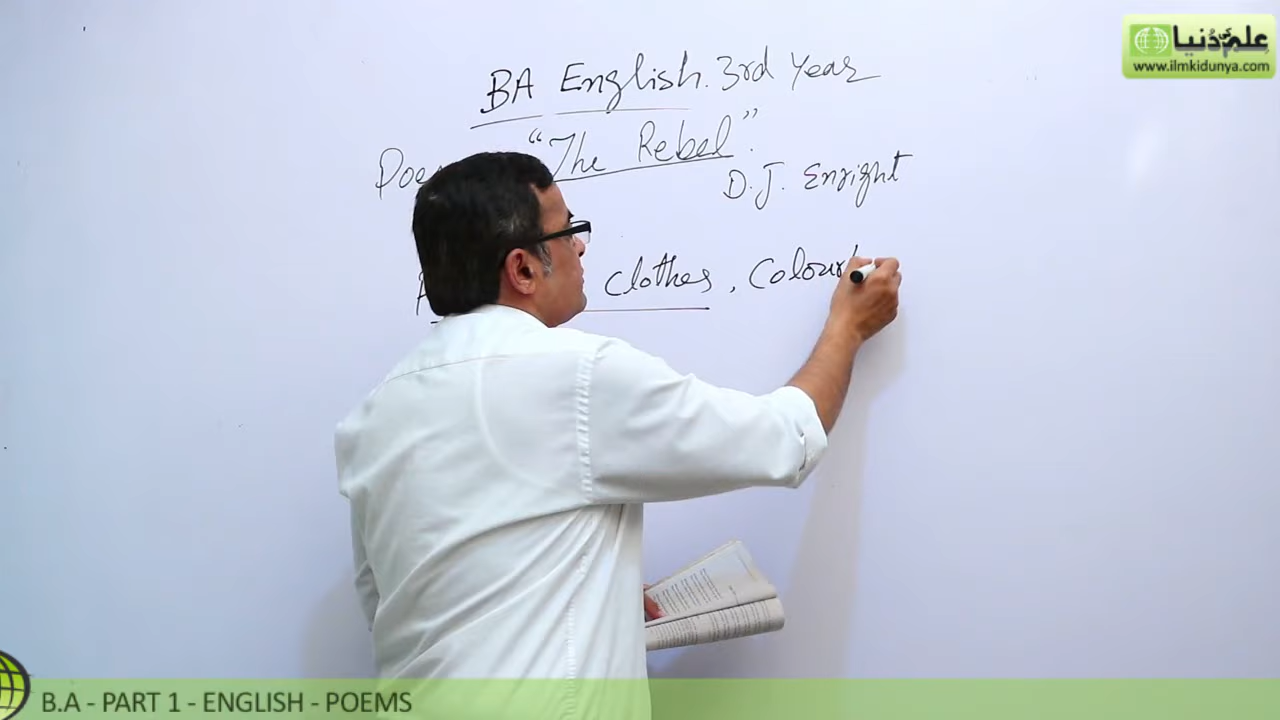 علم کی دنیا
www.ilmkidunya.com
BA English. 3rd Year
"The Rebel".
D. J. Enright
clothes, Colour
B.A - PART 1 - ENGLISH - POEMS